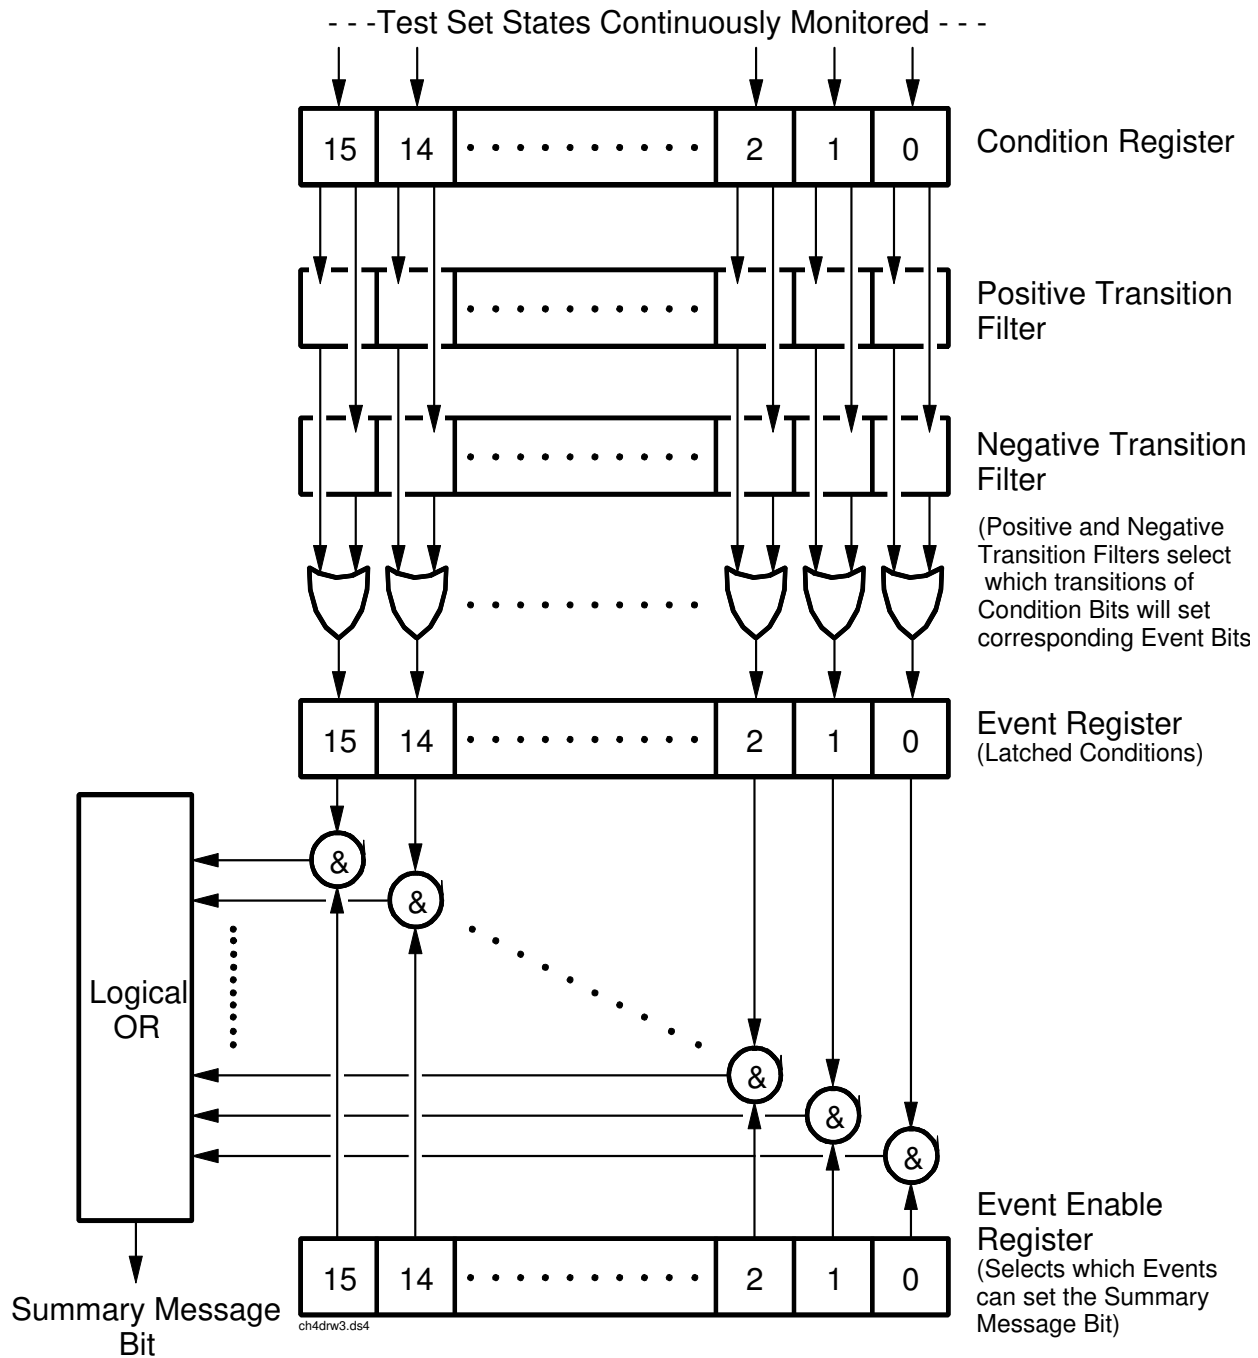 - - -Test Set States Continuously Monitored - - -
15 14 2 1 0
Condition Register
Positive Transition
Filter
Negative Transition
Filter
(Positive and Negative
Transition Filters select
which transitions of
Condition Bits will set
corresponding Event Bits
15 14 2 1 0
Event Register
(Latched Conditions)
&
&
Logical
OR
&
&
&
Event Enable
Register
(Selects which Events
can set the Summary
Message Bit)
15 14 2 1 0
ch4drw3.ds4
Summary Message
Bit